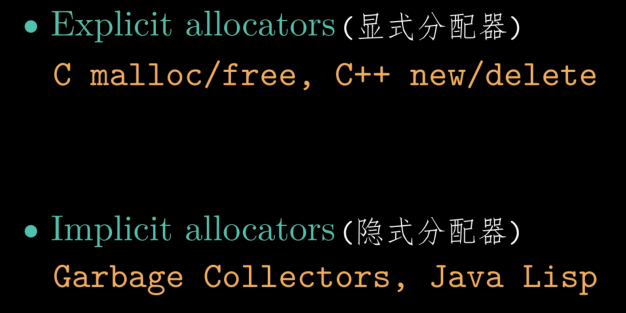 • Explicit allocators(显式分配器)
C malloc/free, C++ new/delete
• Implicit allocators(隐式分配器)
Garbage Collectors, Java Lisp